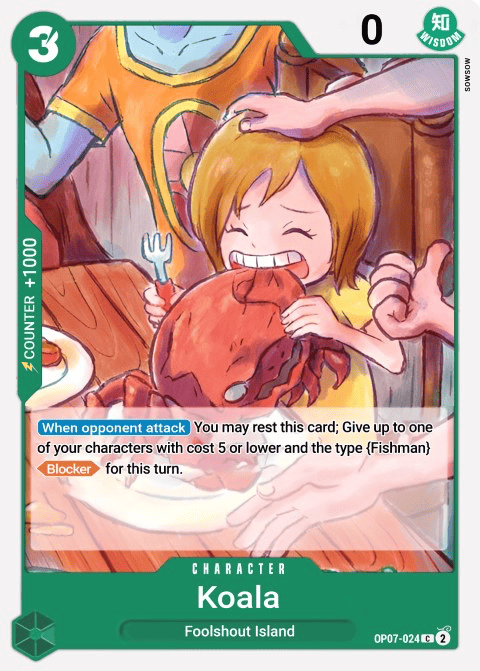 3
0
知
WISDOM
SOWSOW
COUNTER +1000
When opponent attack You may rest this card; Give up to one
of your characters with cost 5 or lower and the type {Fishman}
Blocker for this turn.
CHARACTER
Koala
Foolshout Island
OP07-024 C 2